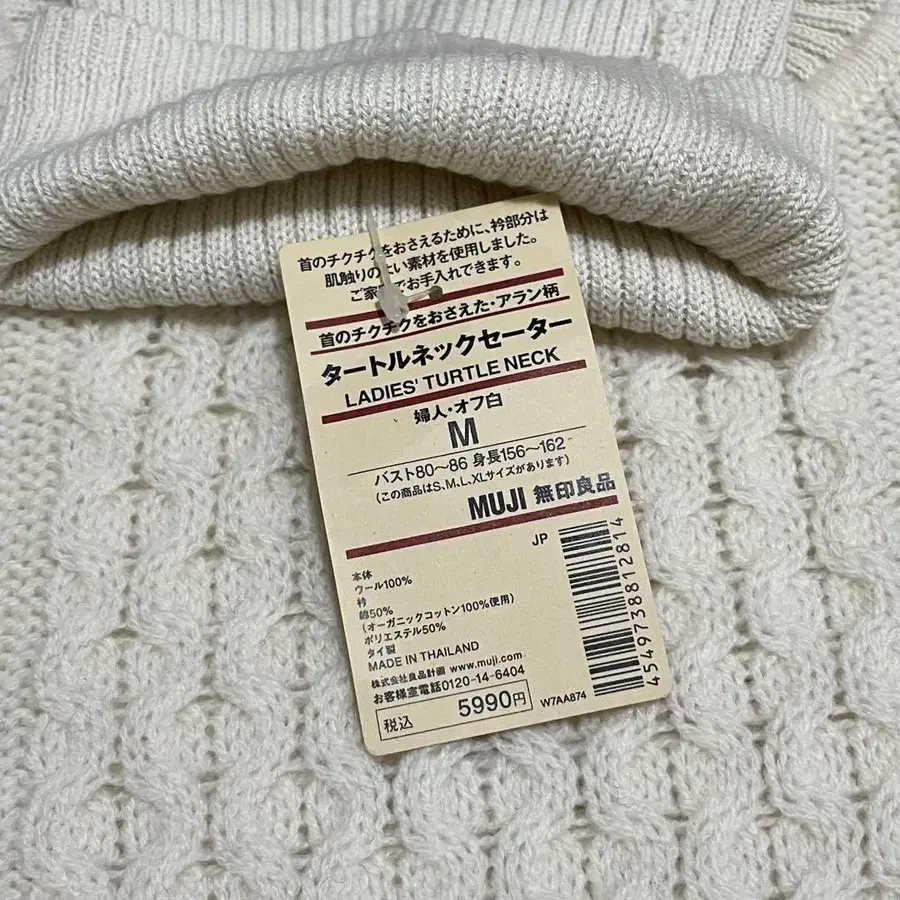 首のチクチクをおさえるために、衿部分は
肌触りのよい素材を使用しました。
ご家庭でお手入れできます。
首のチクチクをおさえた・アラン柄
タートルネックセーター
LADIES' TURTLE NECK
婦人・オフ白
M
バスト80〜86 身長156〜162
(この商品はS、M、L、XLサイズがあります)
MUJI 無印良品
JP
本体
ウール100%
衿
綿50%
(オーガニックコットン100%使用)
ポリエステル50%
タイ製
MADE IN THAILAND
株式会社良品計画 www.muji.com
お客様室電話0120-14-6404
税込 5990円
W7AA874
4549738812814